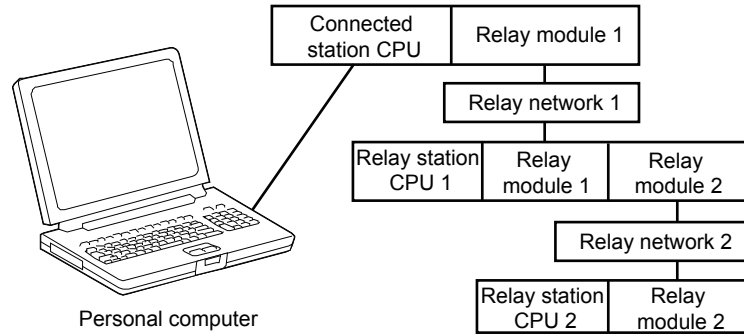 Connected
station CPU
Relay module 1
Relay network 1
Relay station
CPU 1
Relay
module 1
Relay
module 2
Relay network 2
Relay station
CPU 2
Relay
module 2
Personal computer